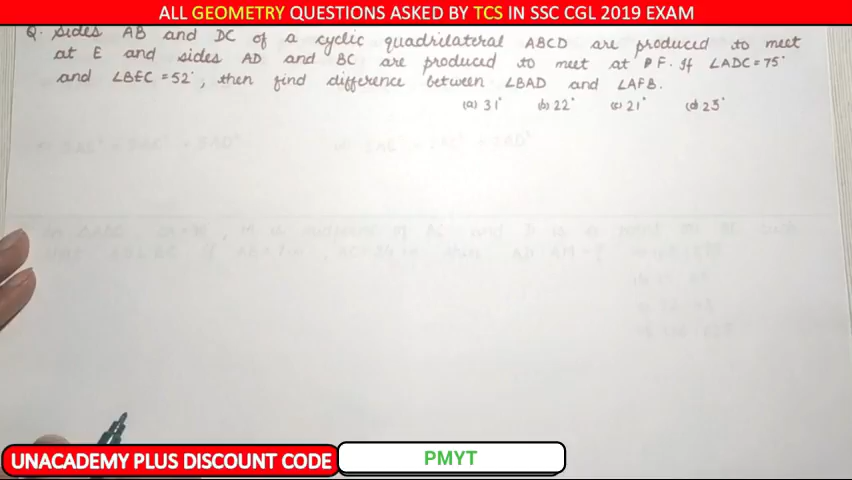 ALL GEOMETRY QUESTIONS ASKED BY TCS IN SSC CGL 2019 EXAM
Q. Sides AB and DC of a cyclic quadrilateral ABCD are produced to meet
at E and sides AD and BC are produced to meet at F. If ∠ADC = 75°
and ∠BEC = 52°, then find difference between ∠BAD and ∠AFB.
(a) 31° (b) 22° (c) 21° (d) 23°
UNACADEMY PLUS DISCOUNT CODE PMYT